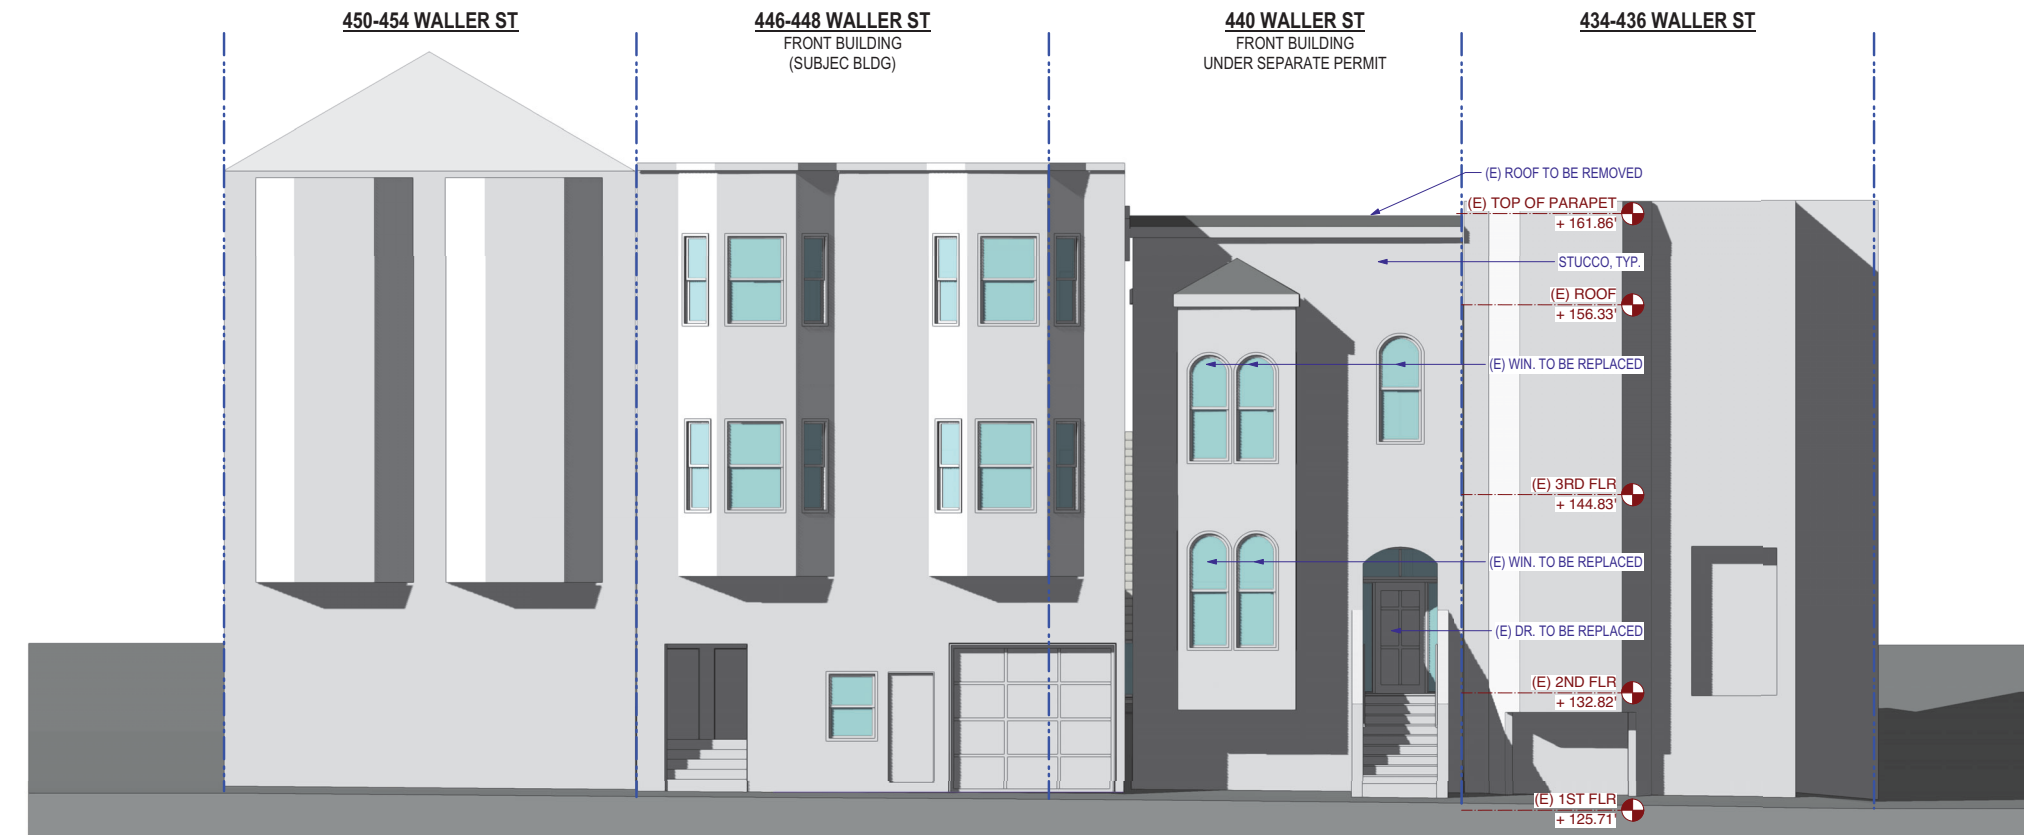 450-454 WALLER ST
446-448 WALLER ST
FRONT BUILDING
(SUBJEC BLDG)
440 WALLER ST
FRONT BUILDING
UNDER SEPARATE PERMIT
434-436 WALLER ST
(E) ROOF TO BE REMOVED
(E) TOP OF PARAPET
+ 161.86'
STUCCO, TYP.
(E) ROOF
+ 156.33'
(E) WIN. TO BE REPLACED
(E) 3RD FLR
+ 144.83'
(E) WIN. TO BE REPLACED
(E) DR. TO BE REPLACED
(E) 2ND FLR
+ 132.82'
(E) 1ST FLR
+ 125.71'